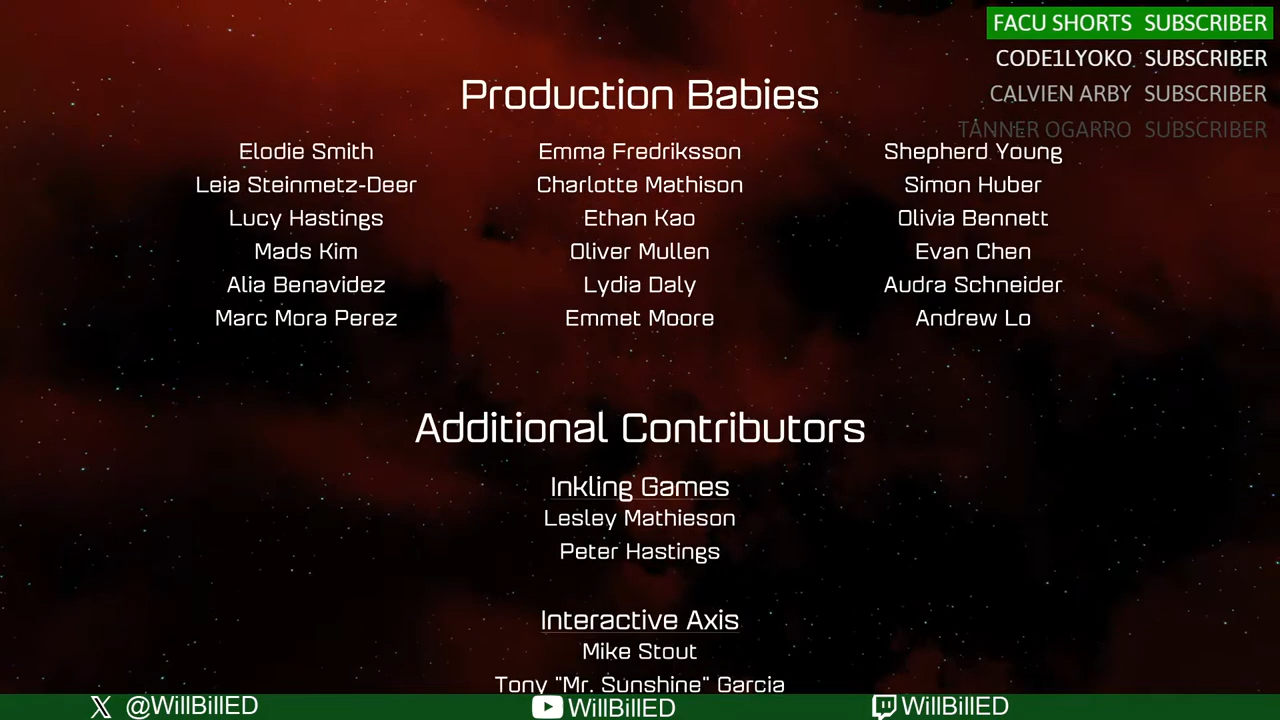 FACU SHORTS SUBSCRIBER
CODE1LYOKO SUBSCRIBER
CALVIEN ARBY SUBSCRIBER
TANNER OGARRO SUBSCRIBER
Production Babies
Elodie Smith Emma Fredriksson Shepherd Young
Leia Steinmetz-Deer Charlotte Mathison Simon Huber
Lucy Hastings Ethan Kao Olivia Bennett
Mads Kim Oliver Mullen Evan Chen
Alia Benavidez Lydia Daly Audra Schneider
Marc Mora Perez Emmet Moore Andrew Lo
Additional Contributors
Inkling Games
Lesley Mathieson
Peter Hastings
Interactive Axis
Mike Stout
Tony "Mr. Sunshine" Garcia
@WillBillED WillBillED WillBillED